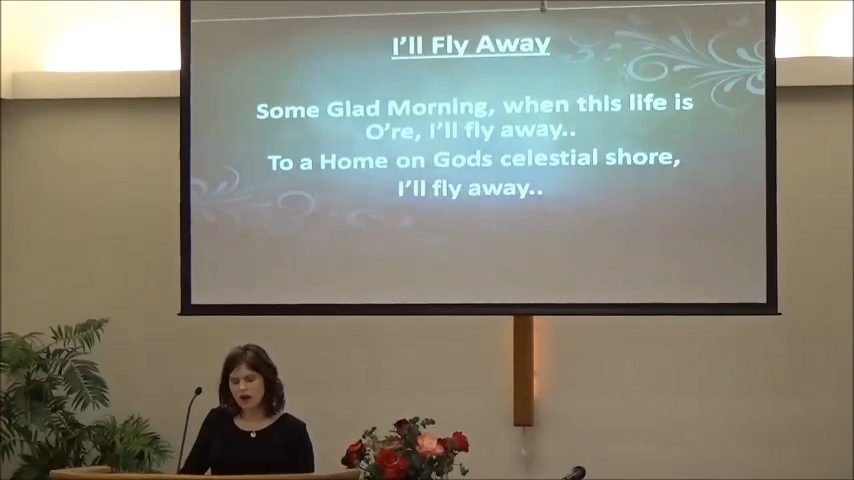 I'll Fly Away
Some Glad Morning, when this life is
O're, I'll fly away..
To a Home on Gods celestial shore,
I'll fly away..